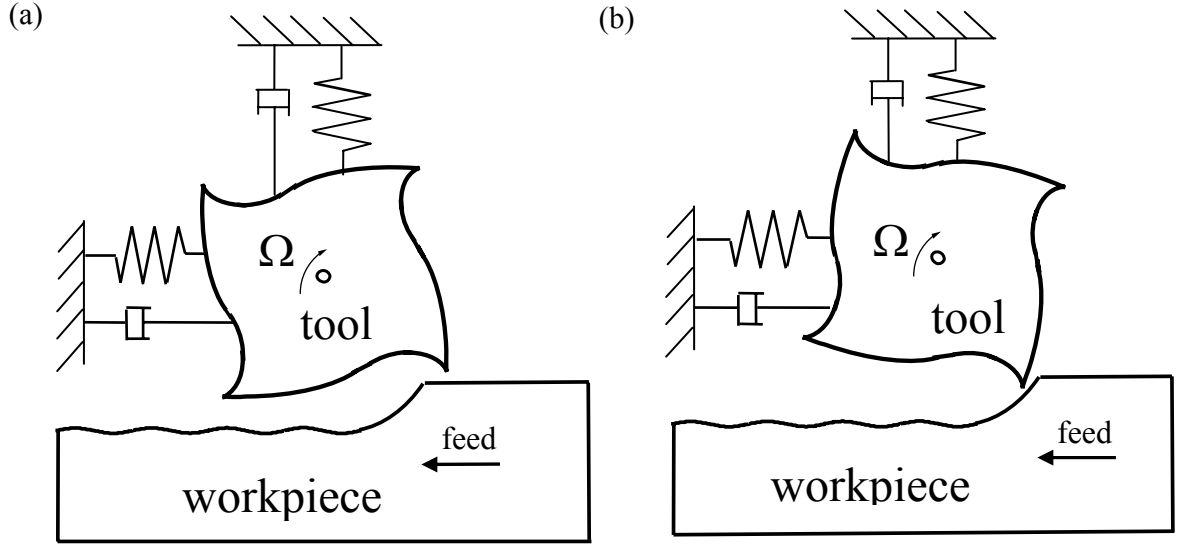 (a)
Ω
tool
feed
workpiece
(b)
Ω
tool
feed
workpiece